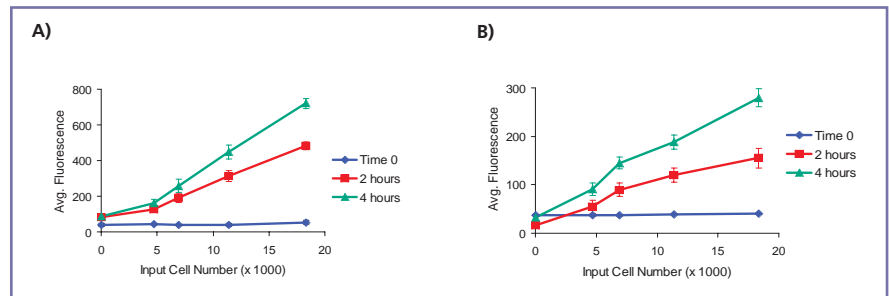 A)
800
600
400
200
0
Avg. Fluorescence
0 5 10 15 20
Input Cell Number (x 1000)
Time 0
2 hours
4 hours
B)
300
200
100
0
Avg. Fluorescence
0 5 10 15 20
Input Cell Number (x 1000)
Time 0
2 hours
4 hours